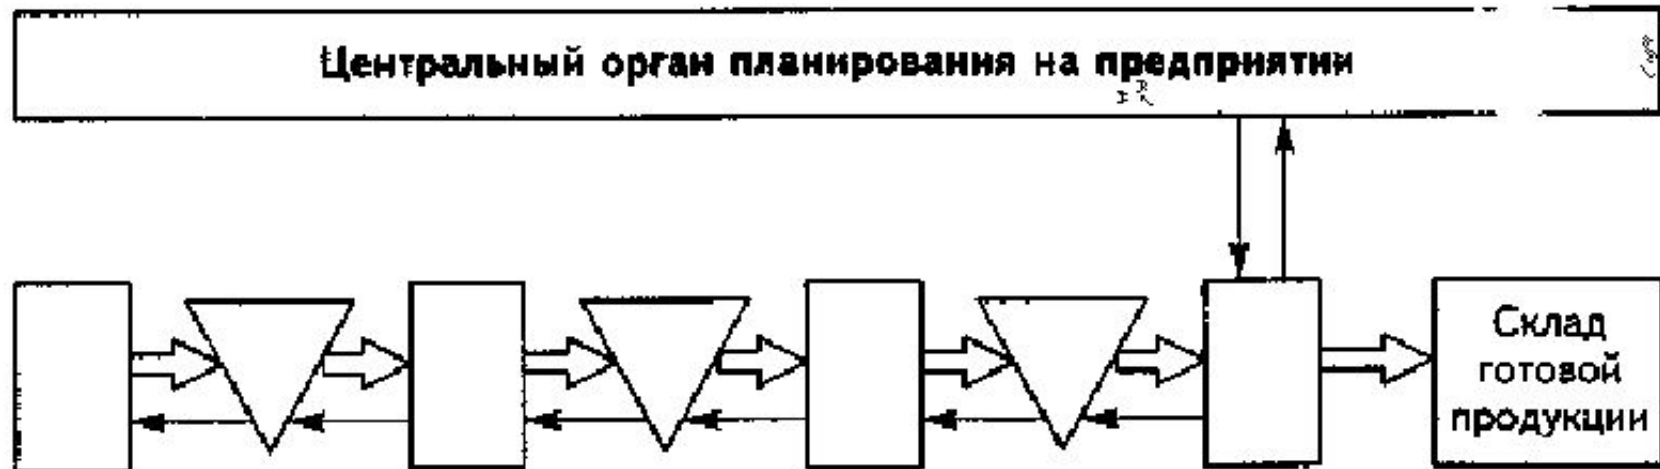 Центральный орган планирования на предприятии
Склад
готовой
продукции